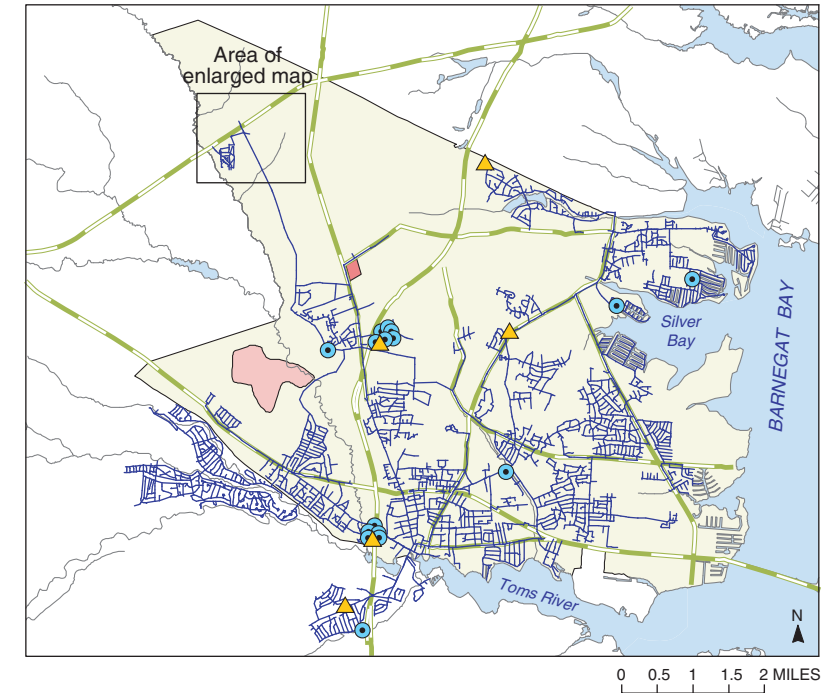 Area of
enlarged map
Silver
Bay
BARNEGAT BAY
Toms River
N
0 0.5 1 1.5 2 MILES